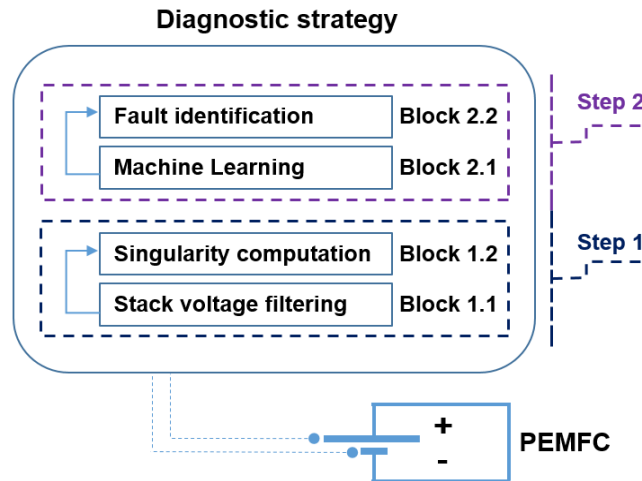 Diagnostic strategy
Fault identification Block 2.2
Machine Learning Block 2.1
Step 2
Singularity computation Block 1.2
Stack voltage filtering Block 1.1
Step 1
+
-
PEMFC